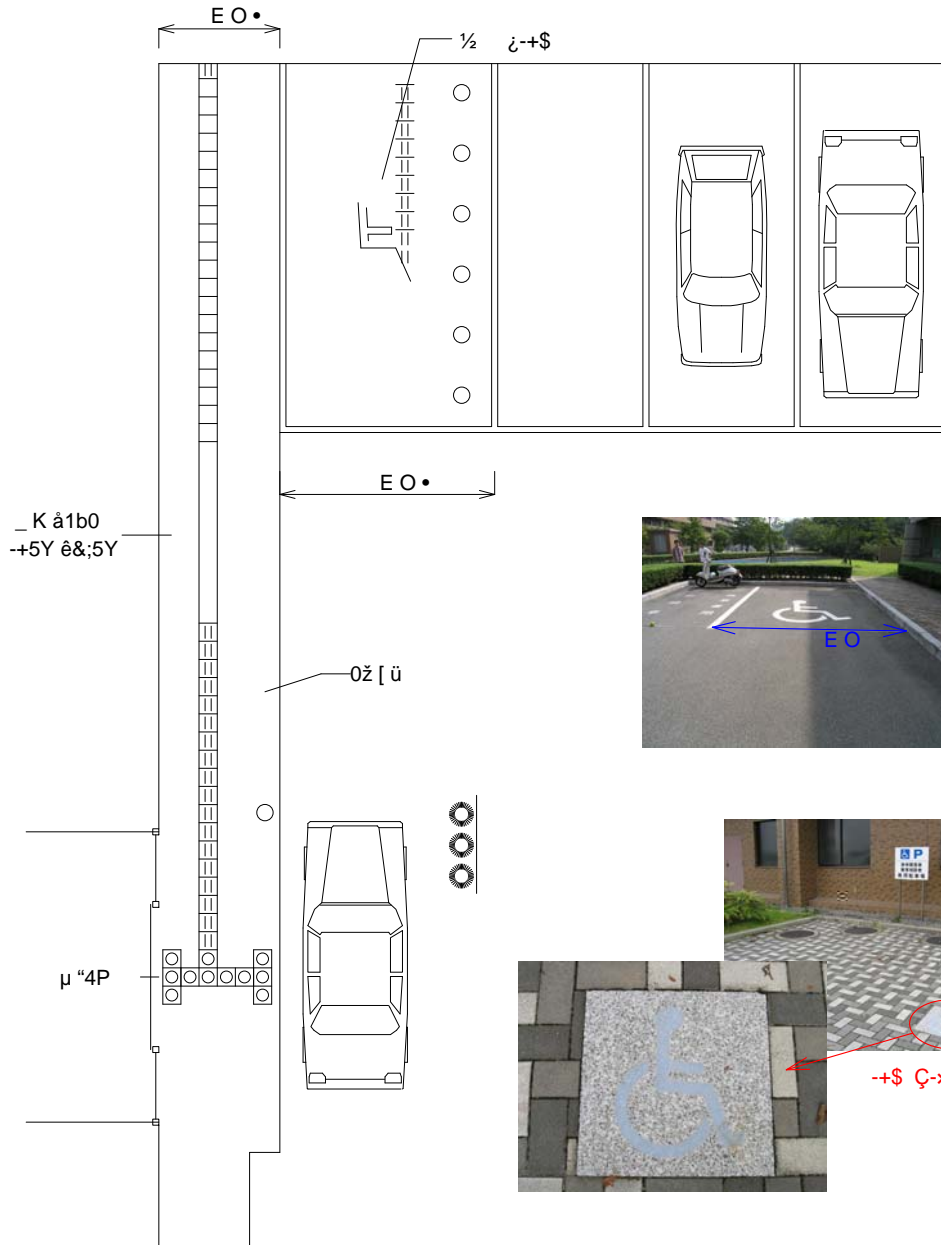 E O •
½ ¿-+$
E O •
_ K å1b0
-+5Y ê&;5Y
E O
0ž [ ü
P
µ “4P
-+$ Ç-›